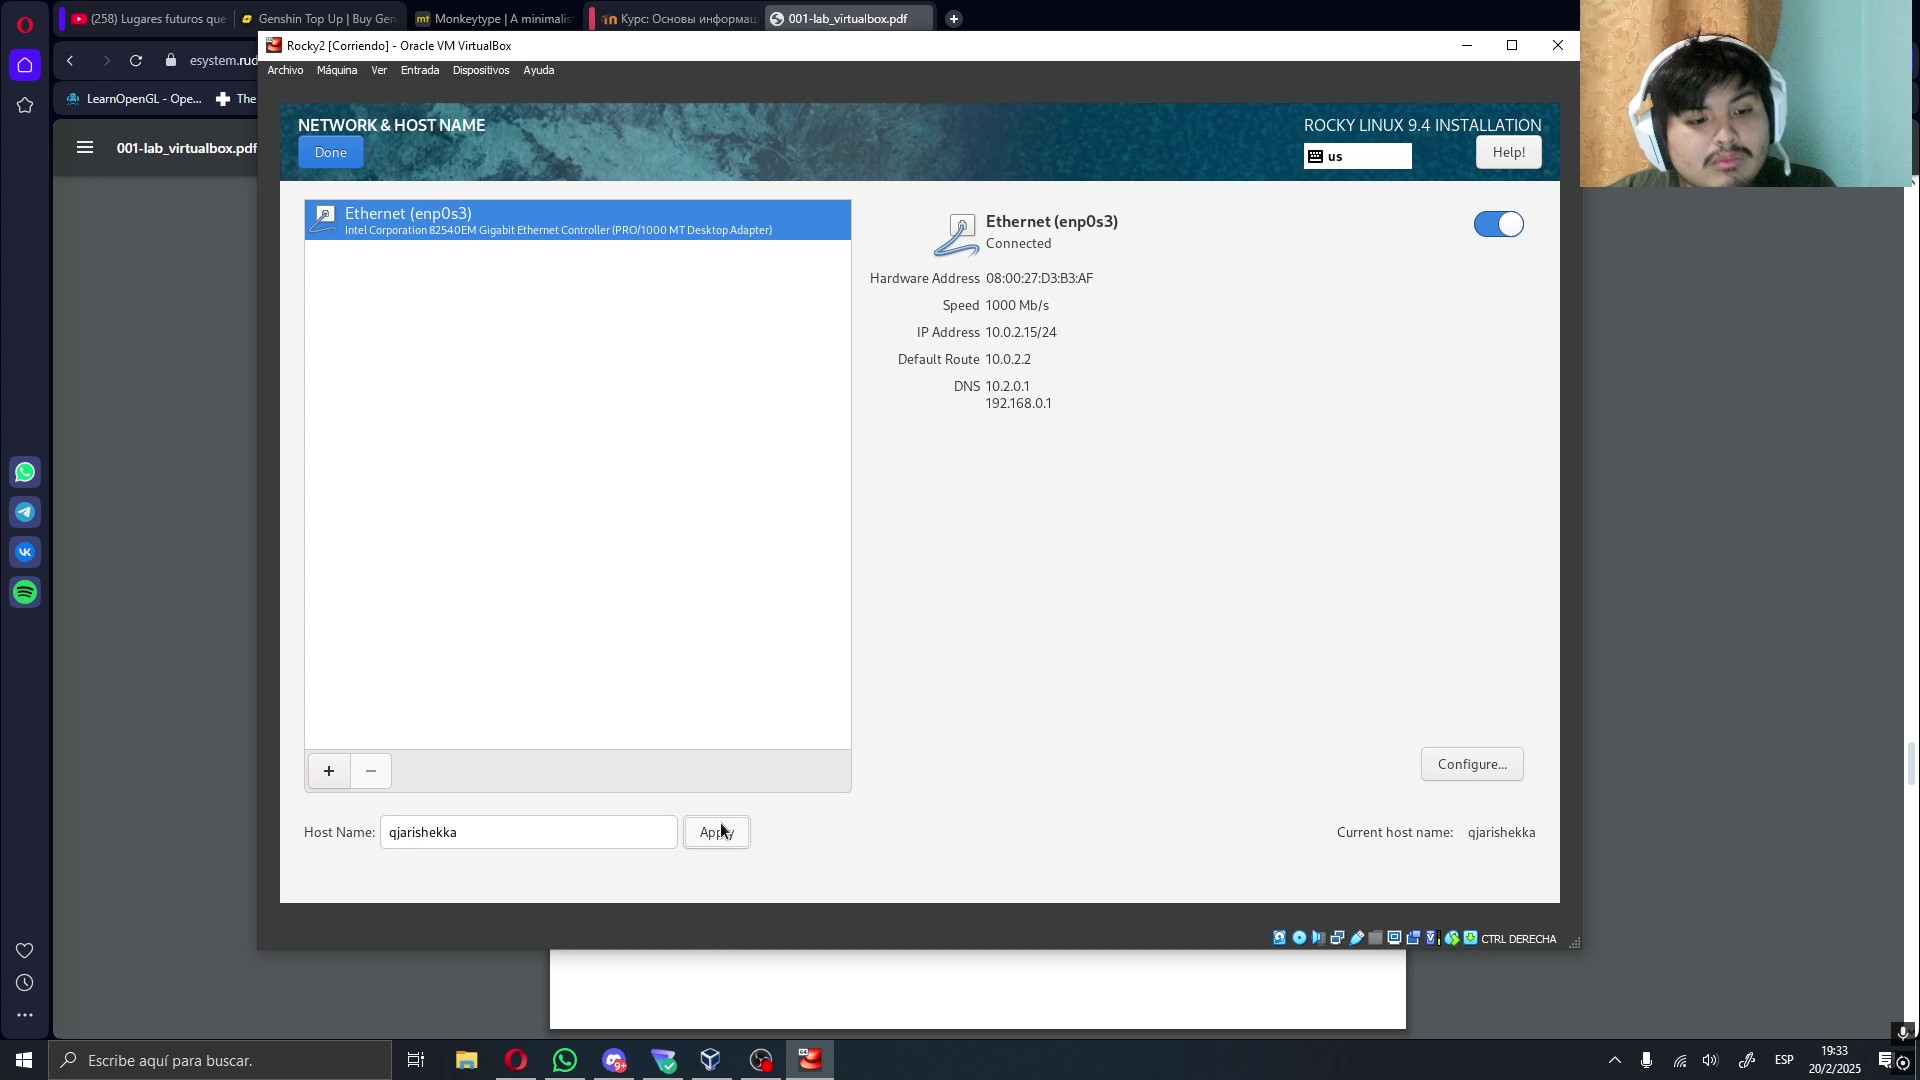 (258) Lugares futuros que
Genshin Top Up | Buy Gen
Monkeytype | A minimalis
Курс: Основы информац
001-lab_virtualbox.pdf
Rocky2 [Corriendo] - Oracle VM VirtualBox
esystem.rud
Archivo Máquina Ver Entrada Dispositivos Ayuda
LearnOpenGL - Ope... The
001-lab_virtualbox.pdf
NETWORK & HOST NAME
Done
ROCKY LINUX 9.4 INSTALLATION
us
Help!
Ethernet (enp0s3)
Intel Corporation 82540EM Gigabit Ethernet Controller (PRO/1000 MT Desktop Adapter)
Ethernet (enp0s3)
Connected
Hardware Address 08:00:27:D3:B3:AF
Speed 1000 Mb/s
IP Address 10.0.2.15/24
Default Route 10.0.2.2
DNS 10.2.0.1
192.168.0.1
+ −
Configure...
Host Name: qjarishekka Apply
Current host name: qjarishekka
CTRL DERECHA
Escribe aquí para buscar.
ESP
19:33
20/2/2025